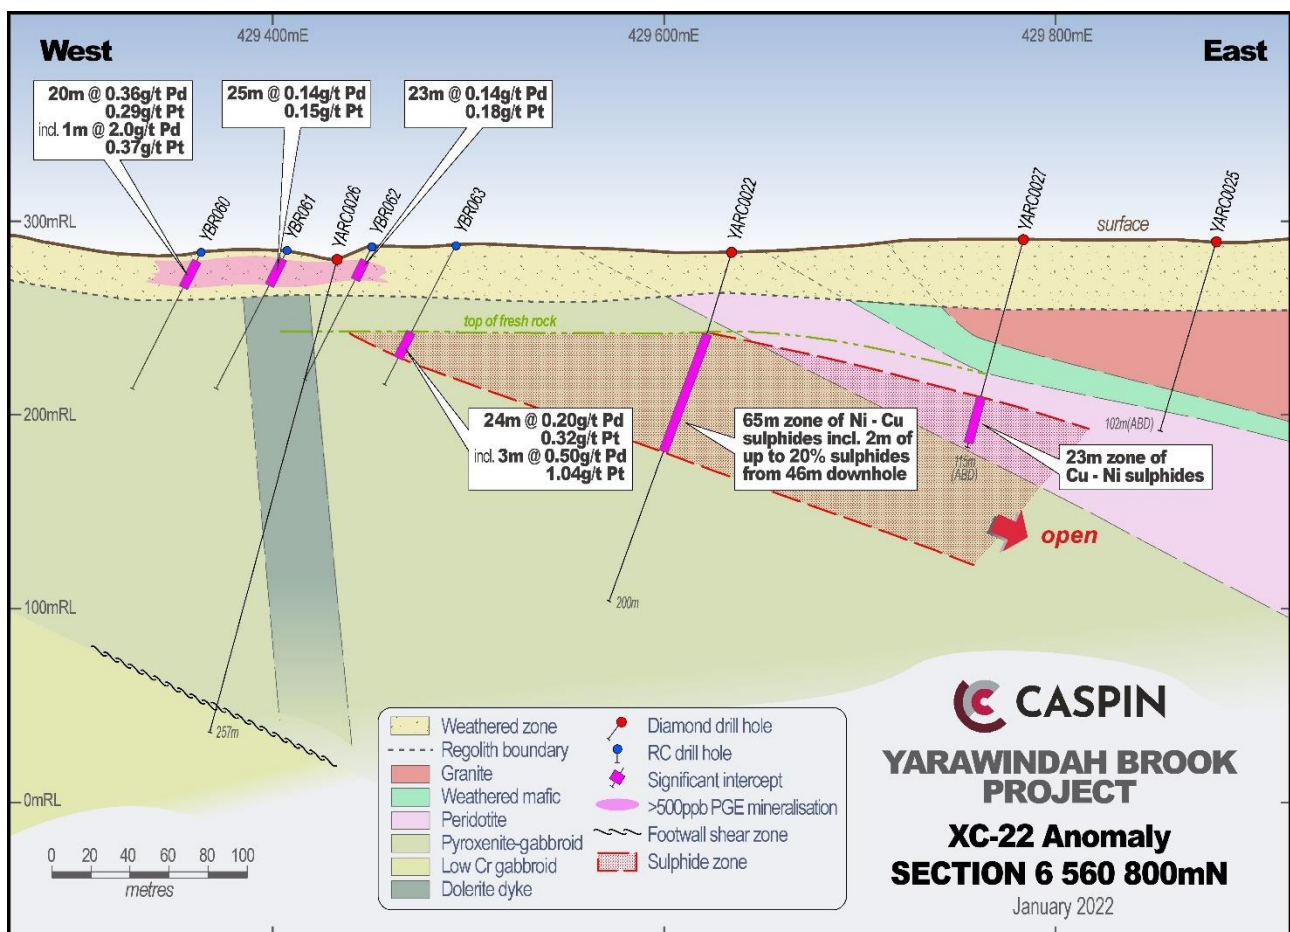 429 400mE
429 600mE
429 800mE
West
East
20m @ 0.36g/t Pd
0.29g/t Pt
incl. 1m @ 2.0g/t Pd
0.37g/t Pt
25m @ 0.14g/t Pd
0.15g/t Pt
23m @ 0.14g/t Pd
0.18g/t Pt
YBR060
YBR061
YARC0026
YBR062
YBR063
YARC0022
YARC0027
YARC0025
300mRL
surface
top of fresh rock
200mRL
24m @ 0.20g/t Pd
0.32g/t Pt
incl. 3m @ 0.50g/t Pd
1.04g/t Pt
65m zone of Ni - Cu
sulphides incl. 2m of
up to 20% sulphides
from 46m downhole
102m(ABD)
115m
(ABD)
23m zone of
Cu - Ni sulphides
open
100mRL
200m
257m
0mRL
0 20 40 60 80 100
metres
Weathered zone
Regolith boundary
Granite
Weathered mafic
Peridotite
Pyroxenite-gabbroid
Low Cr gabbroid
Dolerite dyke
Diamond drill hole
RC drill hole
Significant intercept
>500ppb PGE mineralisation
Footwall shear zone
Sulphide zone
CASPIN
YARAWINDAH BROOK
PROJECT
XC-22 Anomaly
SECTION 6 560 800mN
January 2022